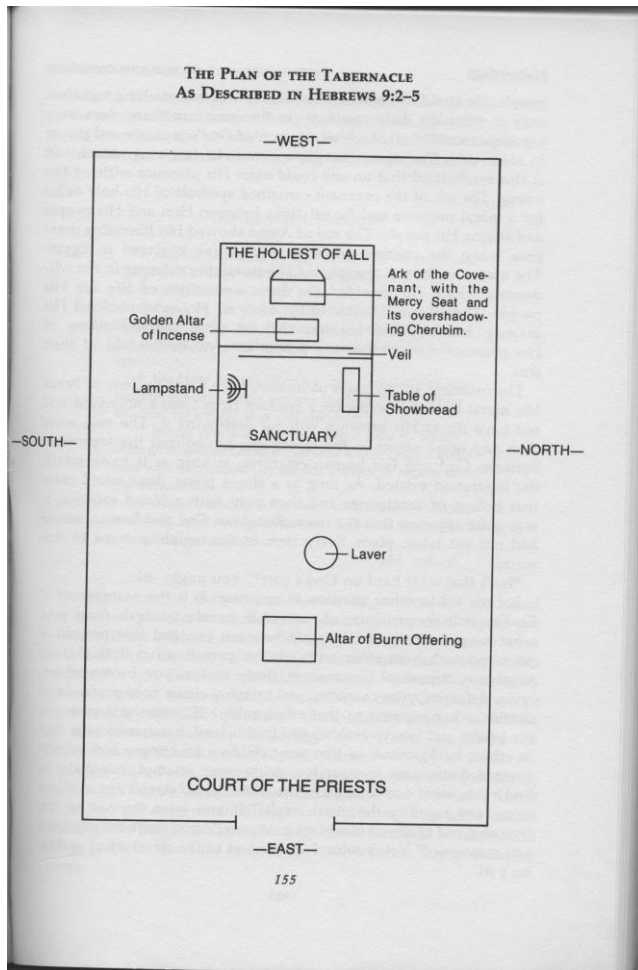 THE PLAN OF THE TABERNACLE
AS DESCRIBED IN HEBREWS 9:2–5
—WEST—
THE HOLIEST OF ALL
Ark of the Cove-
nant, with the
Mercy Seat and
its overshadow-
ing Cherubim.
Golden Altar
of Incense
Veil
Lampstand
Table of
Showbread
SANCTUARY
—SOUTH—
—NORTH—
Laver
Altar of Burnt Offering
COURT OF THE PRIESTS
—EAST—
155